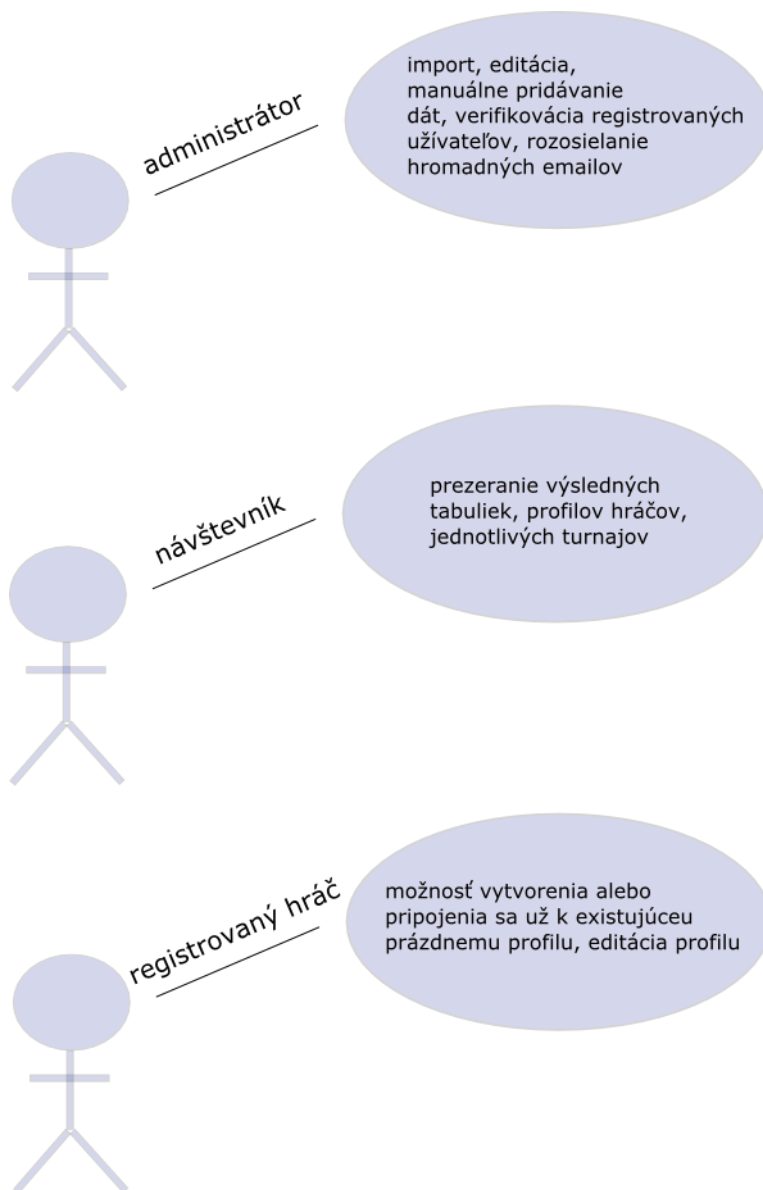 import, editácia,
manuálne pridávanie
dát, verifikovácia registrovaných
užívateľov, rozosielanie
hromadných emailov
administrátor
prezeranie výsledných
tabuliek, profilov hráčov,
jednotlivých turnajov
návštevník
možnosť vytvorenia alebo
pripojenia sa už k existujúceu
prázdnemu profilu, editácia profilu
registrovaný hráč